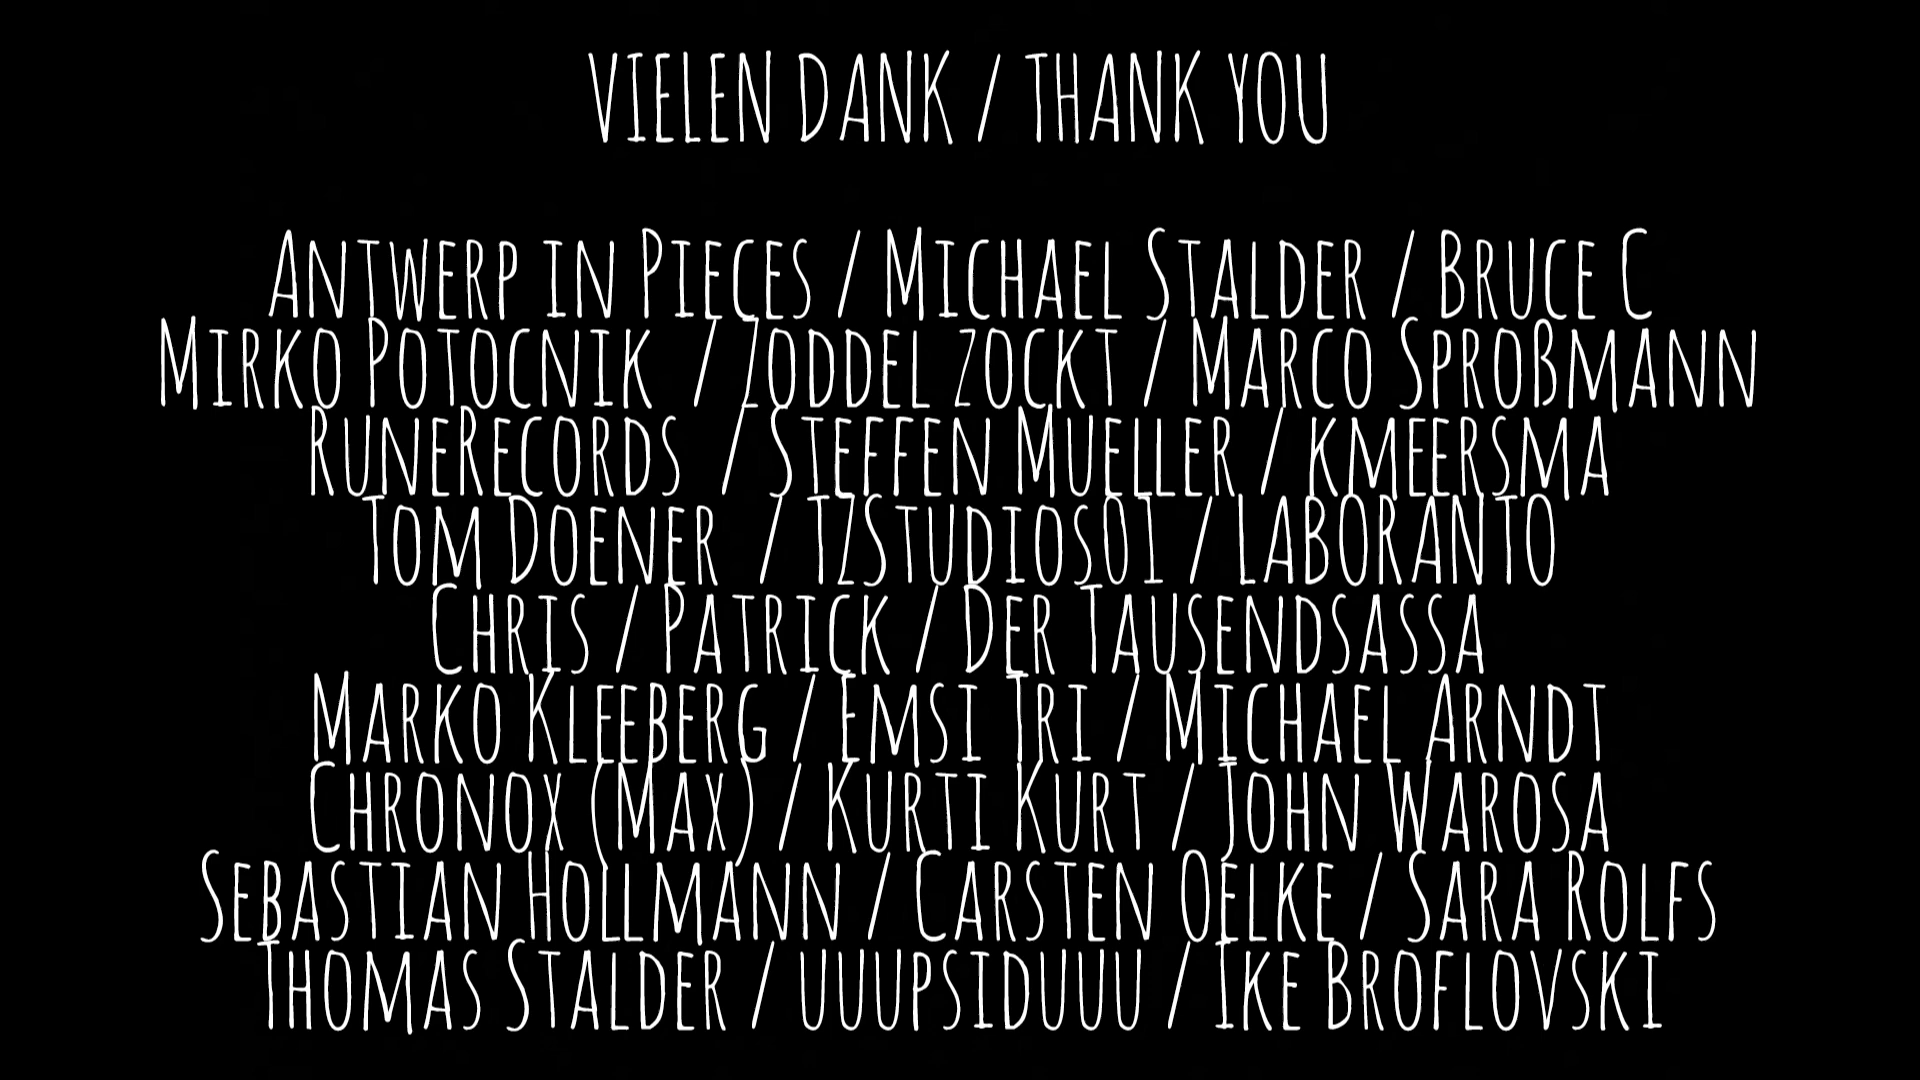 VIELEN DANK / THANK YOU
Antwerp in Pieces / Michael Stalder / Bruce C
Mirko Potocnik / Zoddel zockt / Marco Sproßmann
RuneRecords / Steffen Mueller / kmeersma
Tom Doener / TZStudios01 / LABORANTO
Chris / Patrick / Der Tausendsassa
Marko Kleeberg / Emsi Tri / Michael Arndt
Chronox (Max) / Kurti Kurt / John Warosa
Sebastian Hollmann / Carsten Oelke / Sara Rolfs
Thomas Stalder / uuupsiduuu / Ike Broflovski